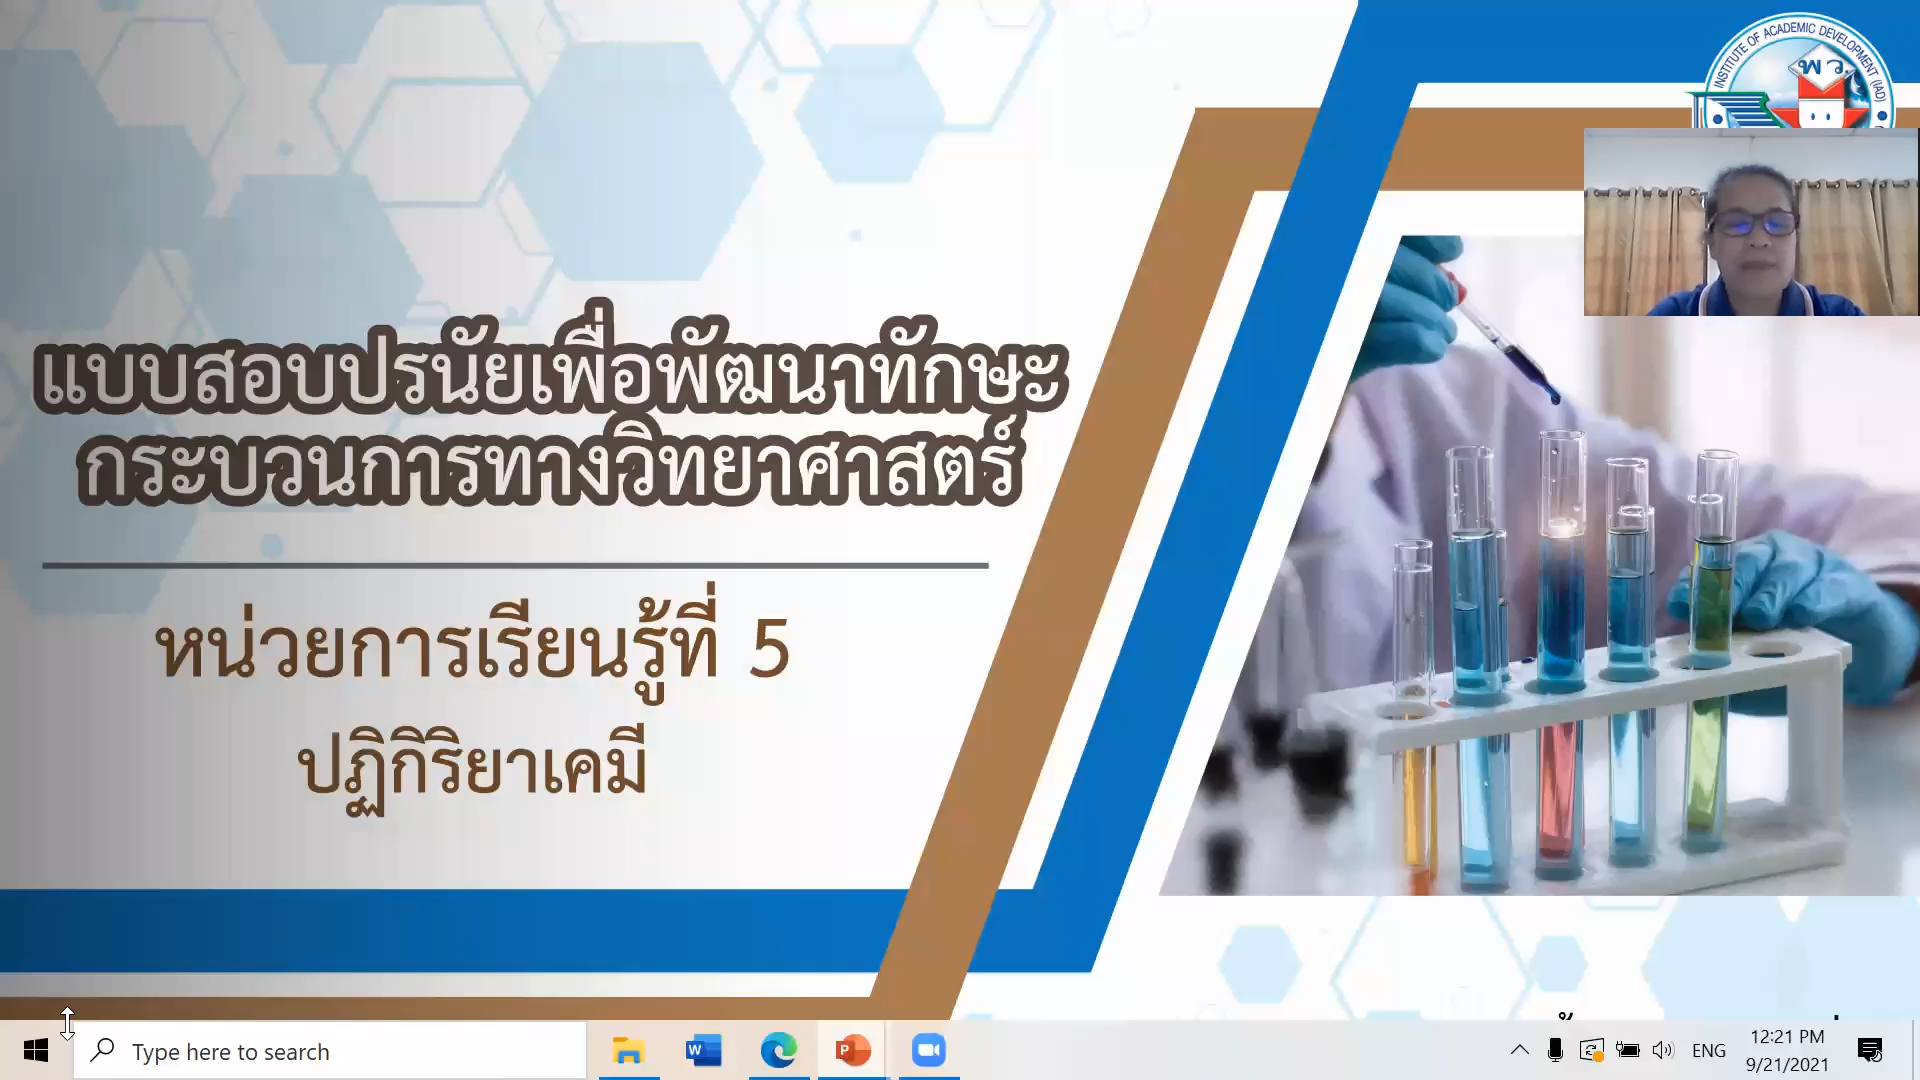 INSTITUTE OF ACADEMIC DEVELOPMENT (IAD)
พว.
แบบสอบปรนัยเพื่อพัฒนาทักษะ
กระบวนการทางวิทยาศาสตร์
หน่วยการเรียนรู้ที่ 5
ปฏิกิริยาเคมี
Type here to search
ENG
12:21 PM
9/21/2021